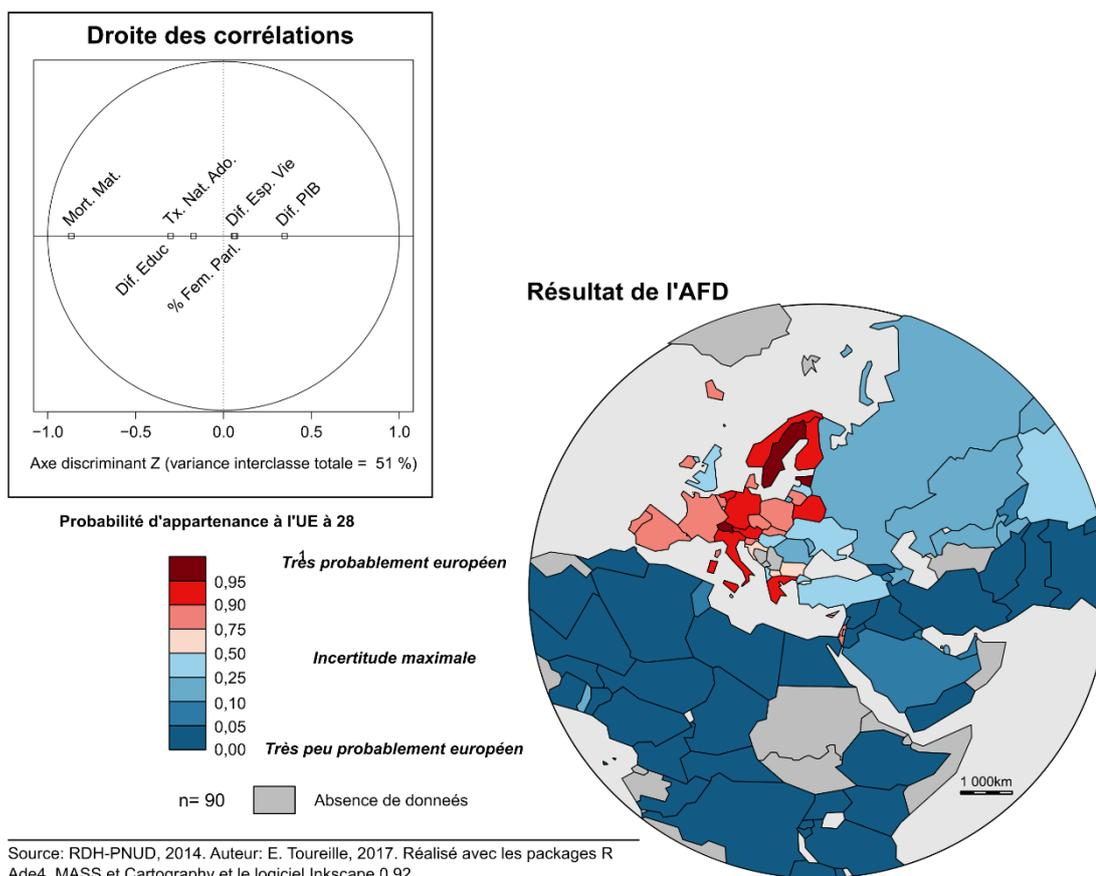 Droite des corrélations
Mort. Mat.
Tx. Nat. Ado.
Dif. Esp. Vie
Dif. PIB
Dif. Educ
% Fem. Parl.
−1.0 −0.5 0.0 0.5 1.0
Axe discriminant Z (variance interclasse totale = 51 %)
Résultat de l'AFD
Probabilité d'appartenance à l'UE à 28
1
Très probablement européen
0,95
0,90
0,75
0,50
Incertitude maximale
0,25
0,10
0,05
0,00
Très peu probablement européen
n= 90
Absence de donneés
1 000km
Source: RDH-PNUD, 2014. Auteur: E. Toureille, 2017. Réalisé avec les packages R
Ade4, MASS et Cartography et le logiciel Inkscape 0.92